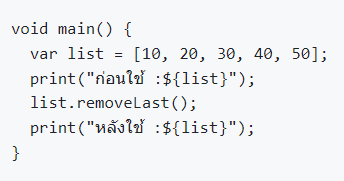 void main() {
  var list = [10, 20, 30, 40, 50];
  print("ก่อนใช้ :${list}");
  list.removeLast();
  print("หลังใช้ :${list}");
}